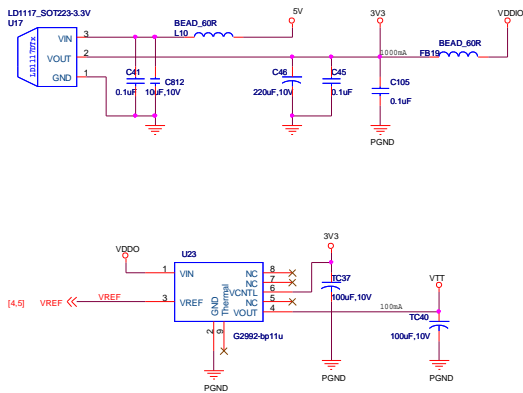 LD1117_SOT223-3.3V
U17
LD1117DTx
VIN
VOUT
GND
3
2
1
BEAD_60R
L10
5V
3V3
VDDIO
1000mA
BEAD_60R
FB19
C41
0.1uF
C812
10uF,10V
C46
220uF,10V
C45
0.1uF
C105
0.1uF
PGND
VDDO
U23
3V3
1
VIN
NC
8
NC
7
VCNTL
6
[4,5]
VREF
VREF
3
VREF
NC
5
VOUT
4
GND
Thermal
2
9
G2992-bp11u
TC37
100uF,10V
100mA
VTT
TC40
100uF,10V
PGND
PGND
PGND